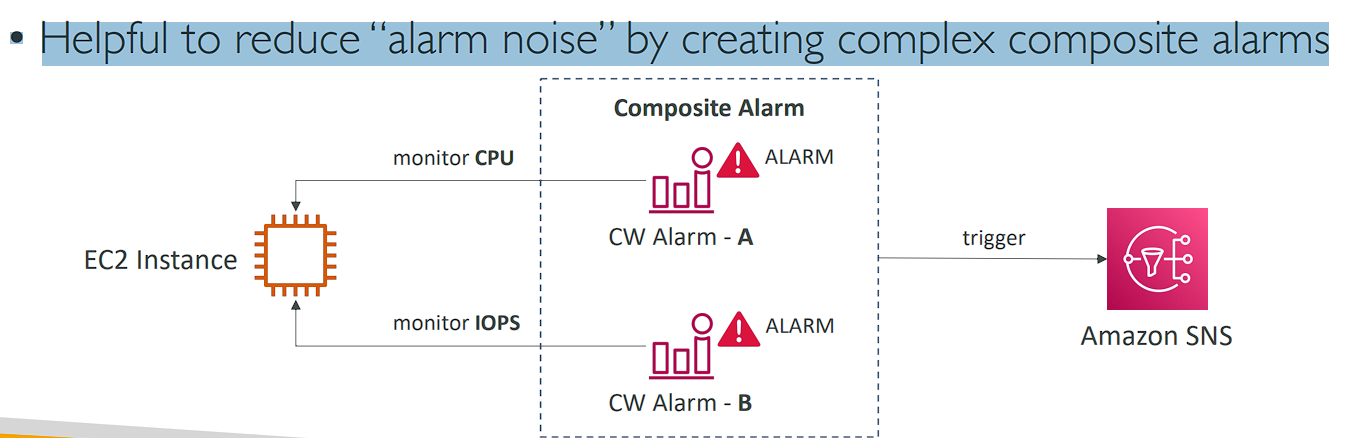 • Helpful to reduce “alarm noise” by creating complex composite alarms
Composite Alarm
monitor CPU
ALARM
CW Alarm - A
EC2 Instance
trigger
monitor IOPS
ALARM
Amazon SNS
CW Alarm - B